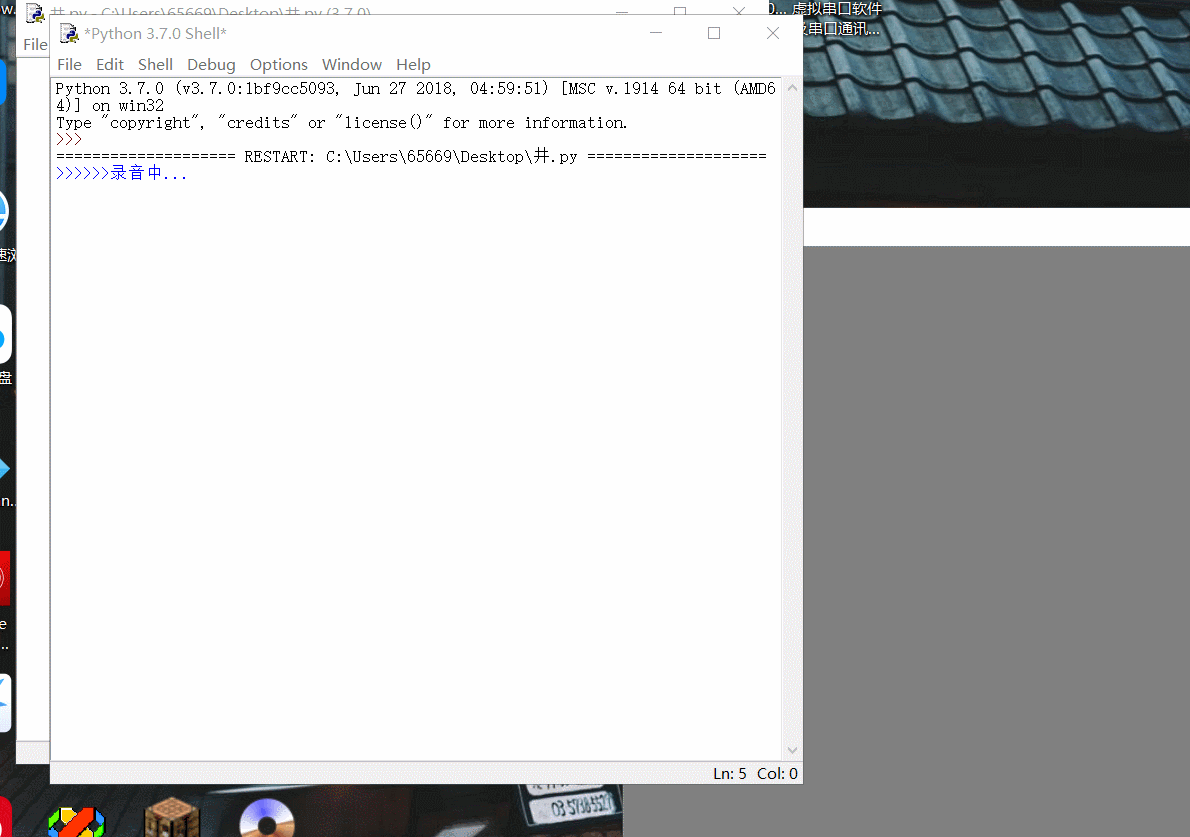 w.
井.py - C:\Users\65669\Desktop\井.py (3.7.0)
0... 虚拟串口软件
及串口通讯...
File
*Python 3.7.0 Shell*
File Edit Shell Debug Options Window Help
Python 3.7.0 (v3.7.0:1bf9cc5093, Jun 27 2018, 04:59:51) [MSC v.1914 64 bit (AMD6
4)] on win32
Type "copyright", "credits" or "license()" for more information.
>>>
==================== RESTART: C:\Users\65669\Desktop\井.py ====================
>>>>>>录音中...
盘
n..
e
..
Ln: 5 Col: 0